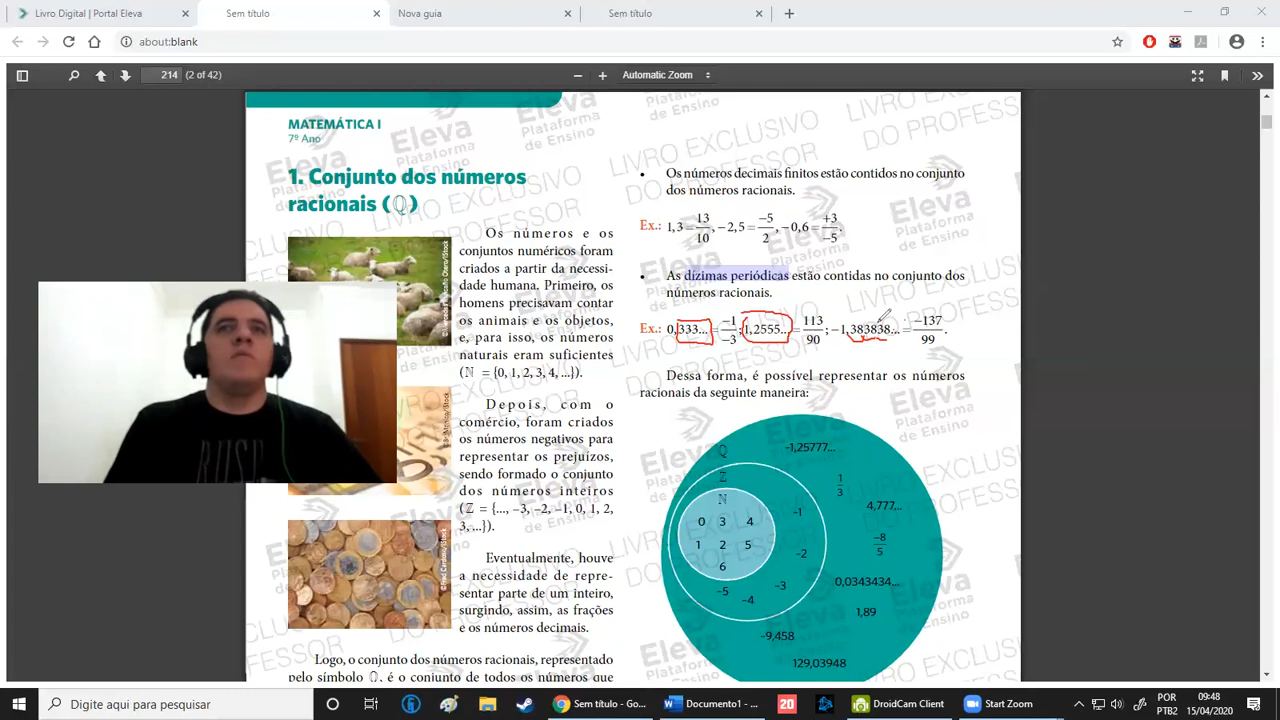 Livro Digital | Portal Eleva
Sem título
Nova guia
Sem título
about:blank
214 (2 of 42)
Automatic Zoom
MATEMÁTICA I
7º Ano
1. Conjunto dos números
racionais (ℚ)
Os números e os
conjuntos numéricos foram
criados a partir da necessi-
dade humana. Primeiro, os
homens precisavam contar
os animais e os objetos,
e, para isso, os números
naturais eram suficientes
(ℕ = {0, 1, 2, 3, 4, ...}).
Depois, com o
comércio, foram criados
os números negativos para
representar os prejuízos,
sendo formado o conjunto
dos números inteiros
(ℤ = {..., –3, –2, –1, 0, 1, 2,
3, ...}).
Eventualmente, houve
a necessidade de repre-
sentar parte de um inteiro,
surgindo, assim, as frações
e os números decimais.
Logo, o conjunto dos números racionais, representado
pelo símbolo ℚ, é o conjunto de todos os números que
• Os números decimais finitos estão contidos no conjunto
dos números racionais.
Ex.: 1,3 = 13/10, −2,5 = −5/2, −0,6 = +3/−5.
• As dízimas periódicas estão contidas no conjunto dos
números racionais.
Ex.: 0,333... = −1/−3; 1,2555... = 113/90; −1,383838... = −137/99.
Dessa forma, é possível representar os números
racionais da seguinte maneira:
ℚ
-1,25777...
ℤ
1/3
ℕ
4,777...
0 3 4
-1
1 2 5
-8/5
-2
6
-3
0,0343434...
-5
-4
1,89
-9,458
129,03948
Eleva
Plataforma
de Ensino
LIVRO EXCLUSIVO
DO PROFESSOR
RUSH
Digite aqui para pesquisar
Sem título - Go...
Documento1 - ...
20
DroidCam Client
Start Zoom
POR
PTB2
09:48
15/04/2020